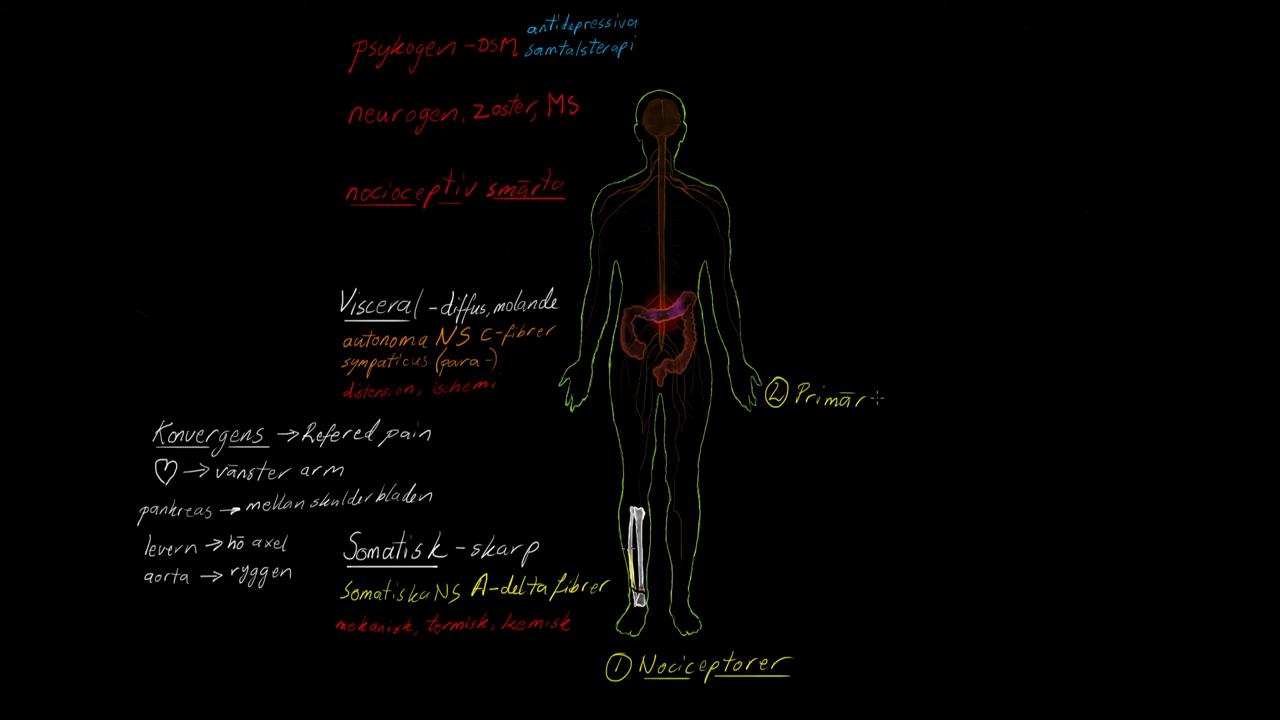 psykogen - DSM
antidepressiva
samtalsterapi
neurogen, zoster, MS
nocioceptiv smärta
Visceral - diffus, molande
autonoma NS C-fibrer
sympaticus (para-)
distension, ischemi
Konvergens → Refered pain
→ vänster arm
pankreas → mellan skulderbladen
levern → hö axel
aorta → ryggen
Somatisk - skarp
Somatiska NS A-delta fibrer
mekanisk, termisk, kemisk
① Nociceptorer
② Primär